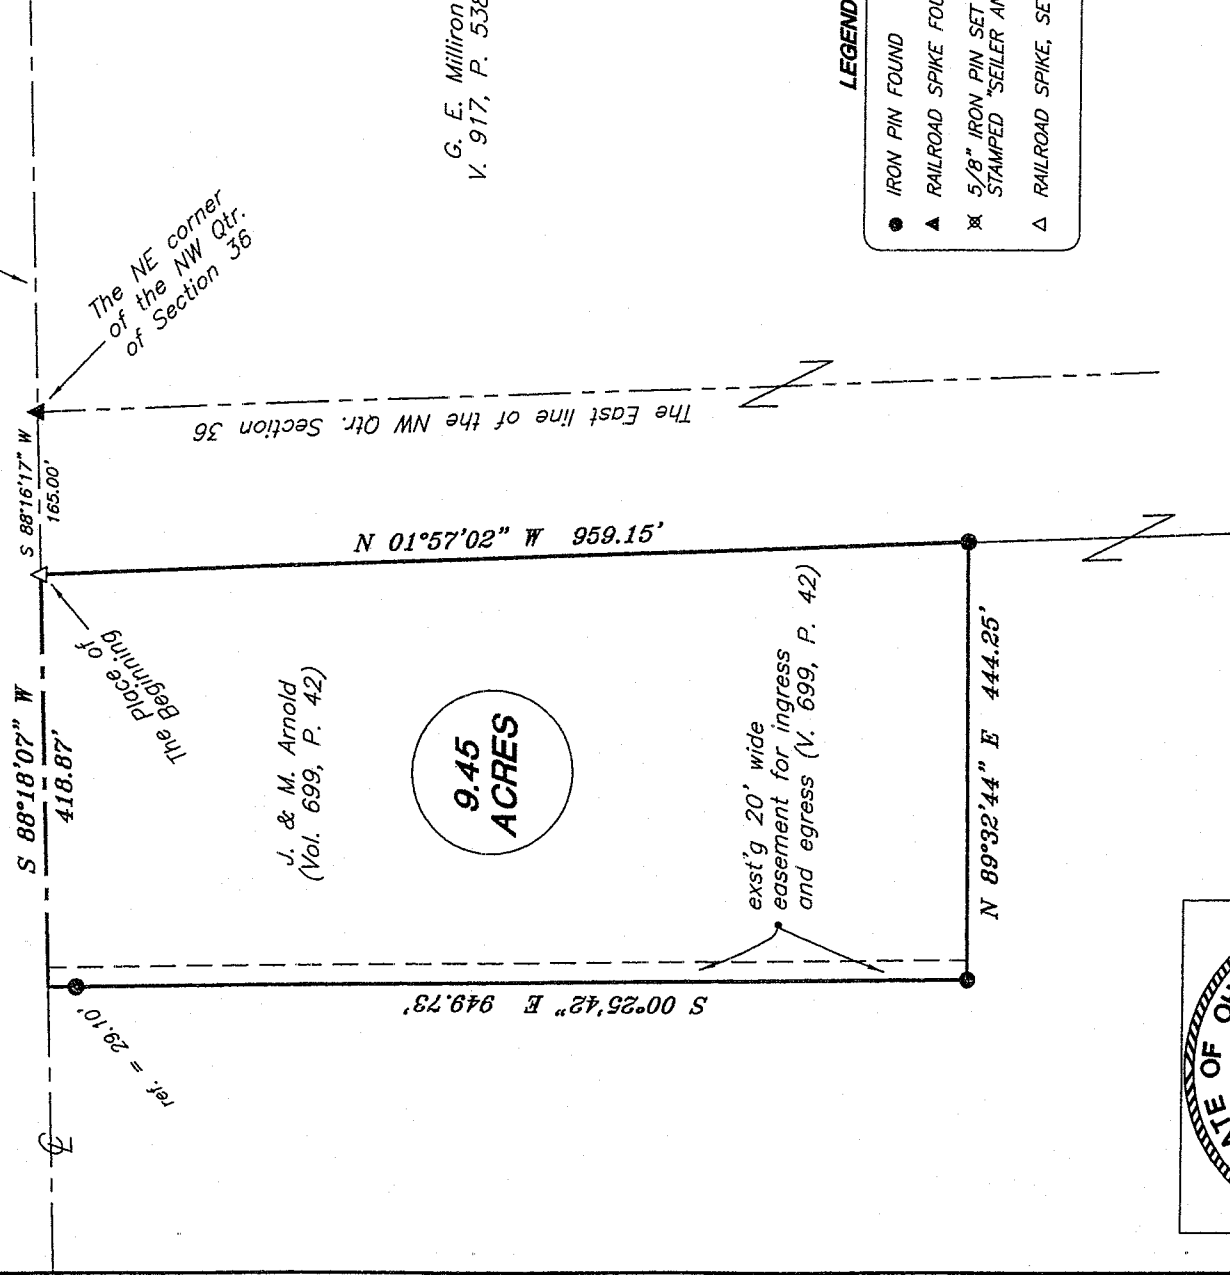 G. E. Milliron
V. 917, P. 538
LEGEND
IRON PIN FOUND
RAILROAD SPIKE
5/8" IRON PIN SET
STAMPED "SEILER
RAILROAD SPIKE,
The NE corner
of the NW Qtr.
of Section 36
The East line of the NW Qtr. Section 36
S 88°16'17" W
165.00'
N 01°57'02" W 959.15'
The Place of
Beginning
S 88°18'07" W
418.87'
J. & M. Arnold
(Vol. 699, P. 42)
9.45
ACRES
exst'g 20' wide
easement for ingress
and egress (V. 699, P. 42)
N 89°32'44" E 444.25'
S 00°25'42" E 949.73'
ref. = 29.10'
OF